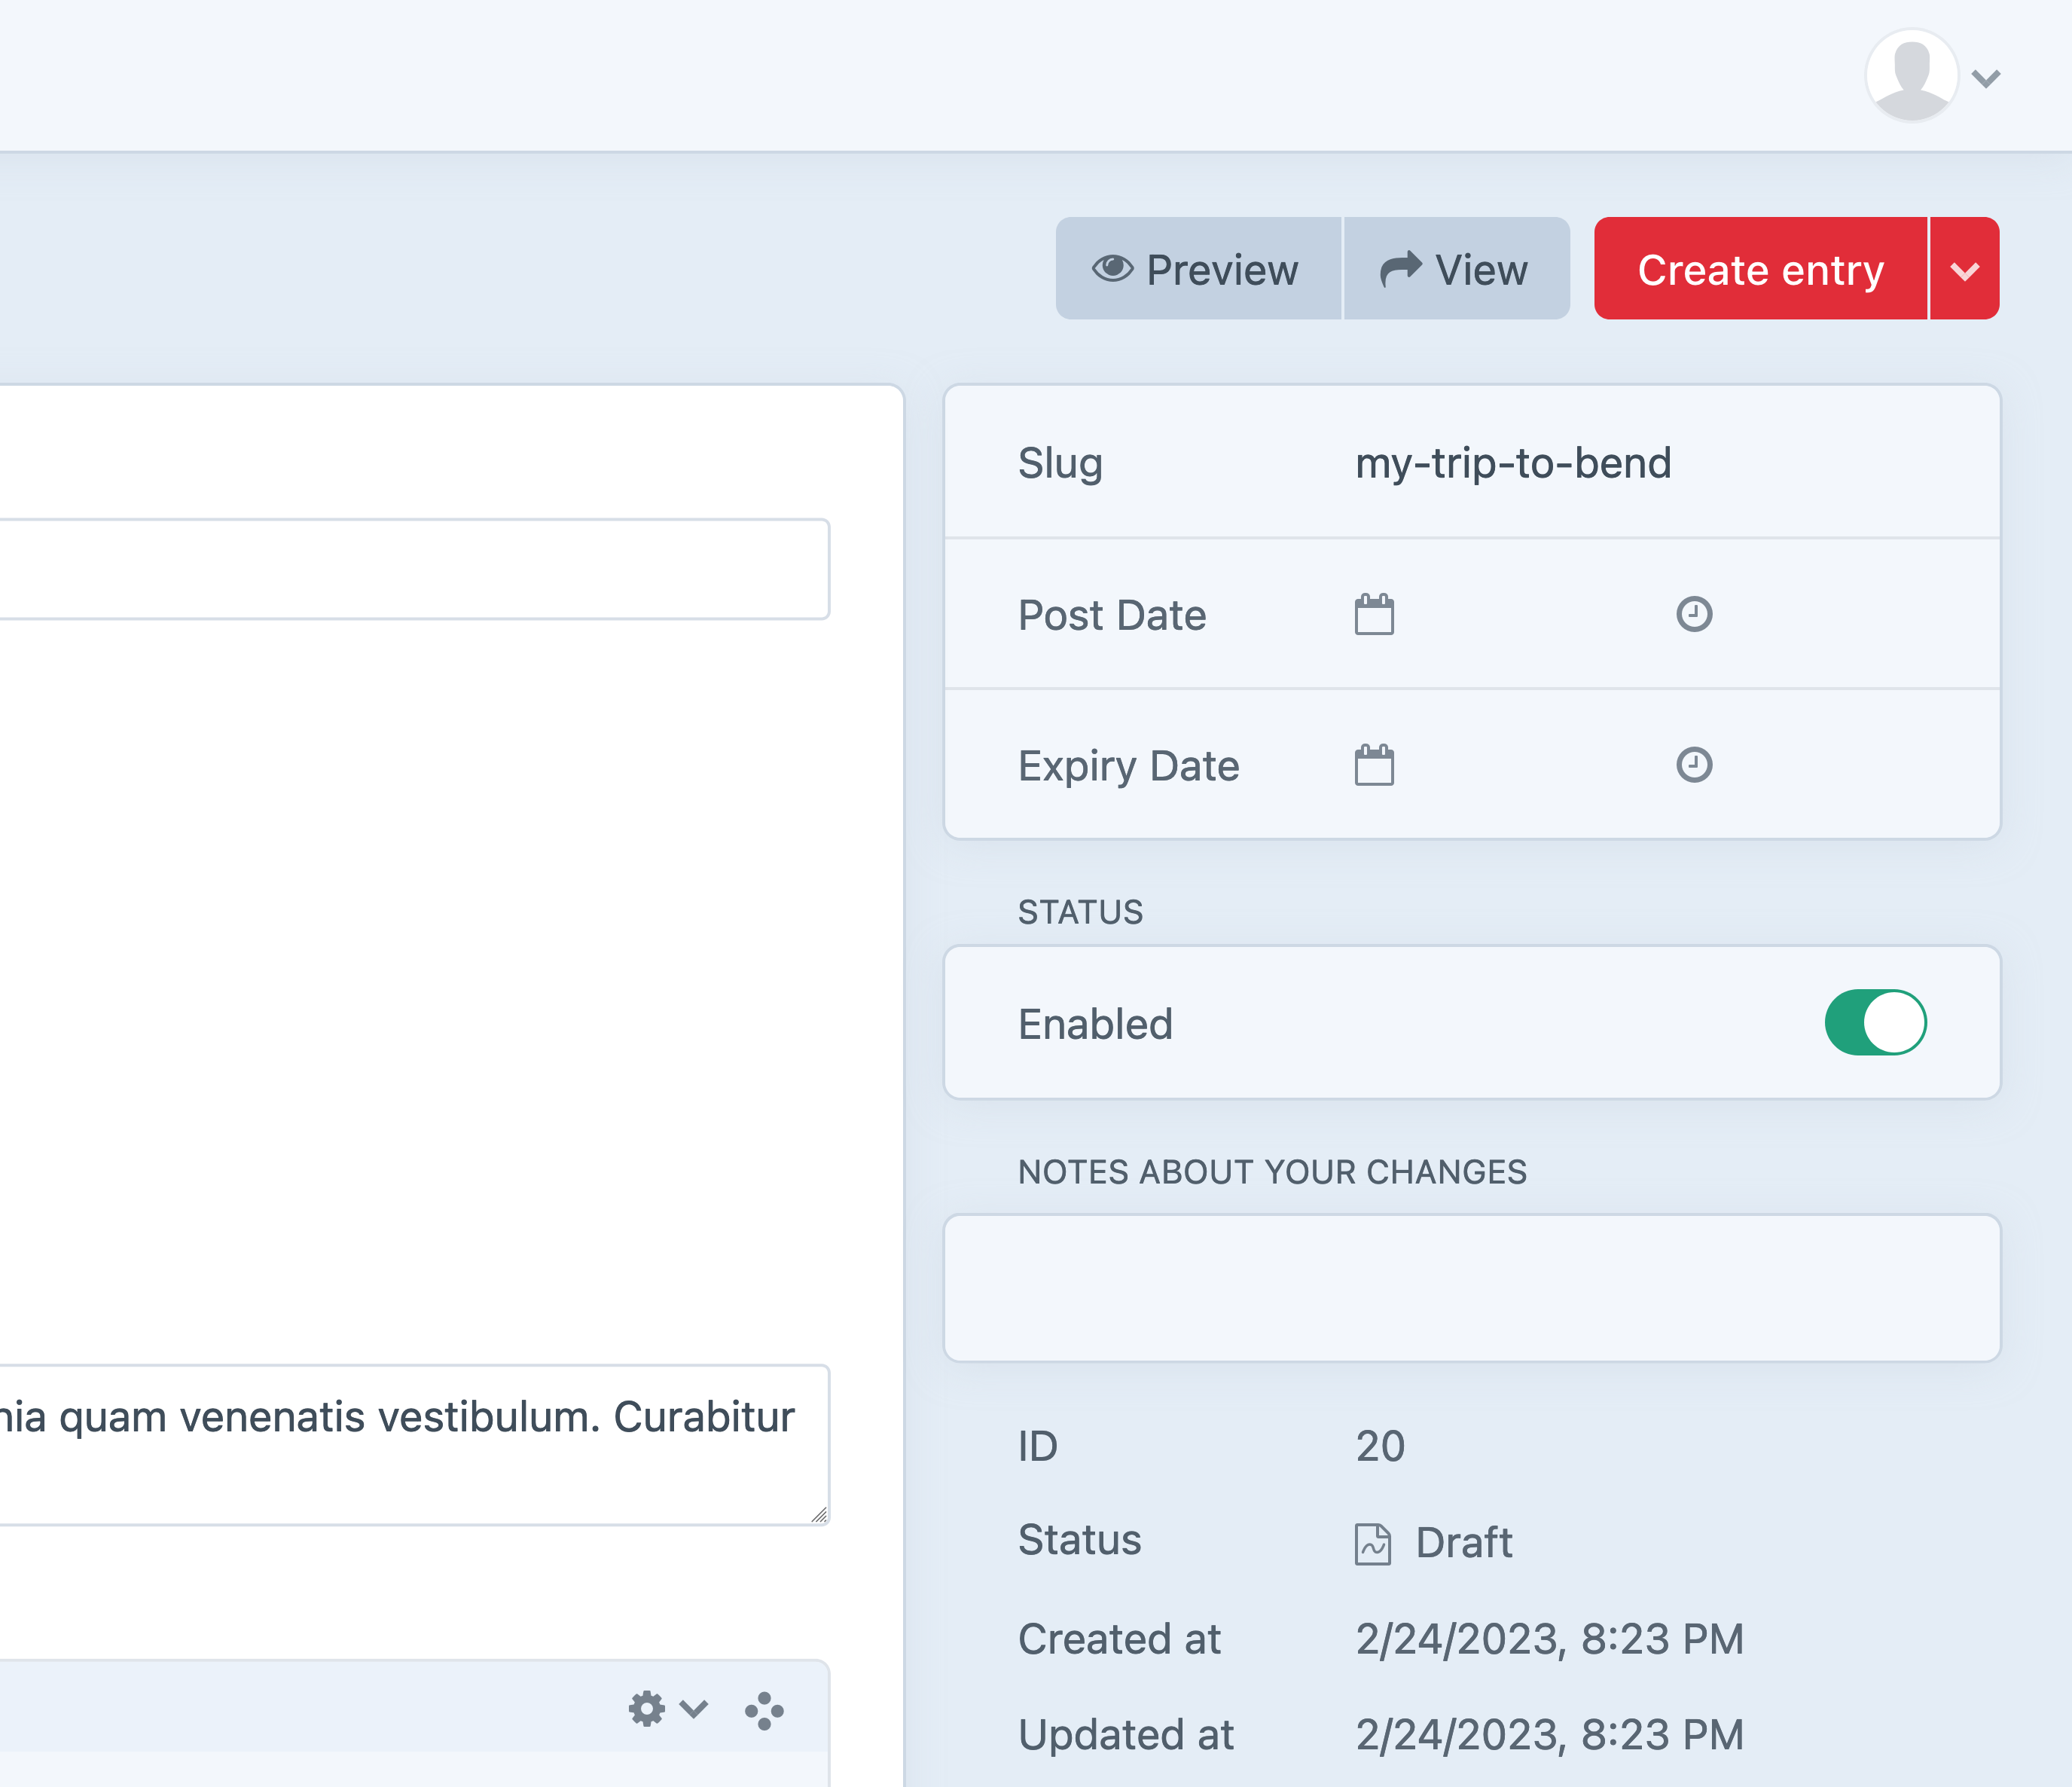 Preview View Create entry
Slug my-trip-to-bend
Post Date
Expiry Date
STATUS
Enabled
NOTES ABOUT YOUR CHANGES
quam venenatis vestibulum. Curabitur
ID 20
Status Draft
Created at 2/24/2023, 8:23 PM
Updated at 2/24/2023, 8:23 PM